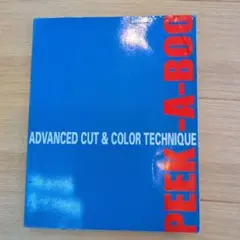 ADVANCED CUT & COLOR TECHNIQUE
PEEK-A-BOO